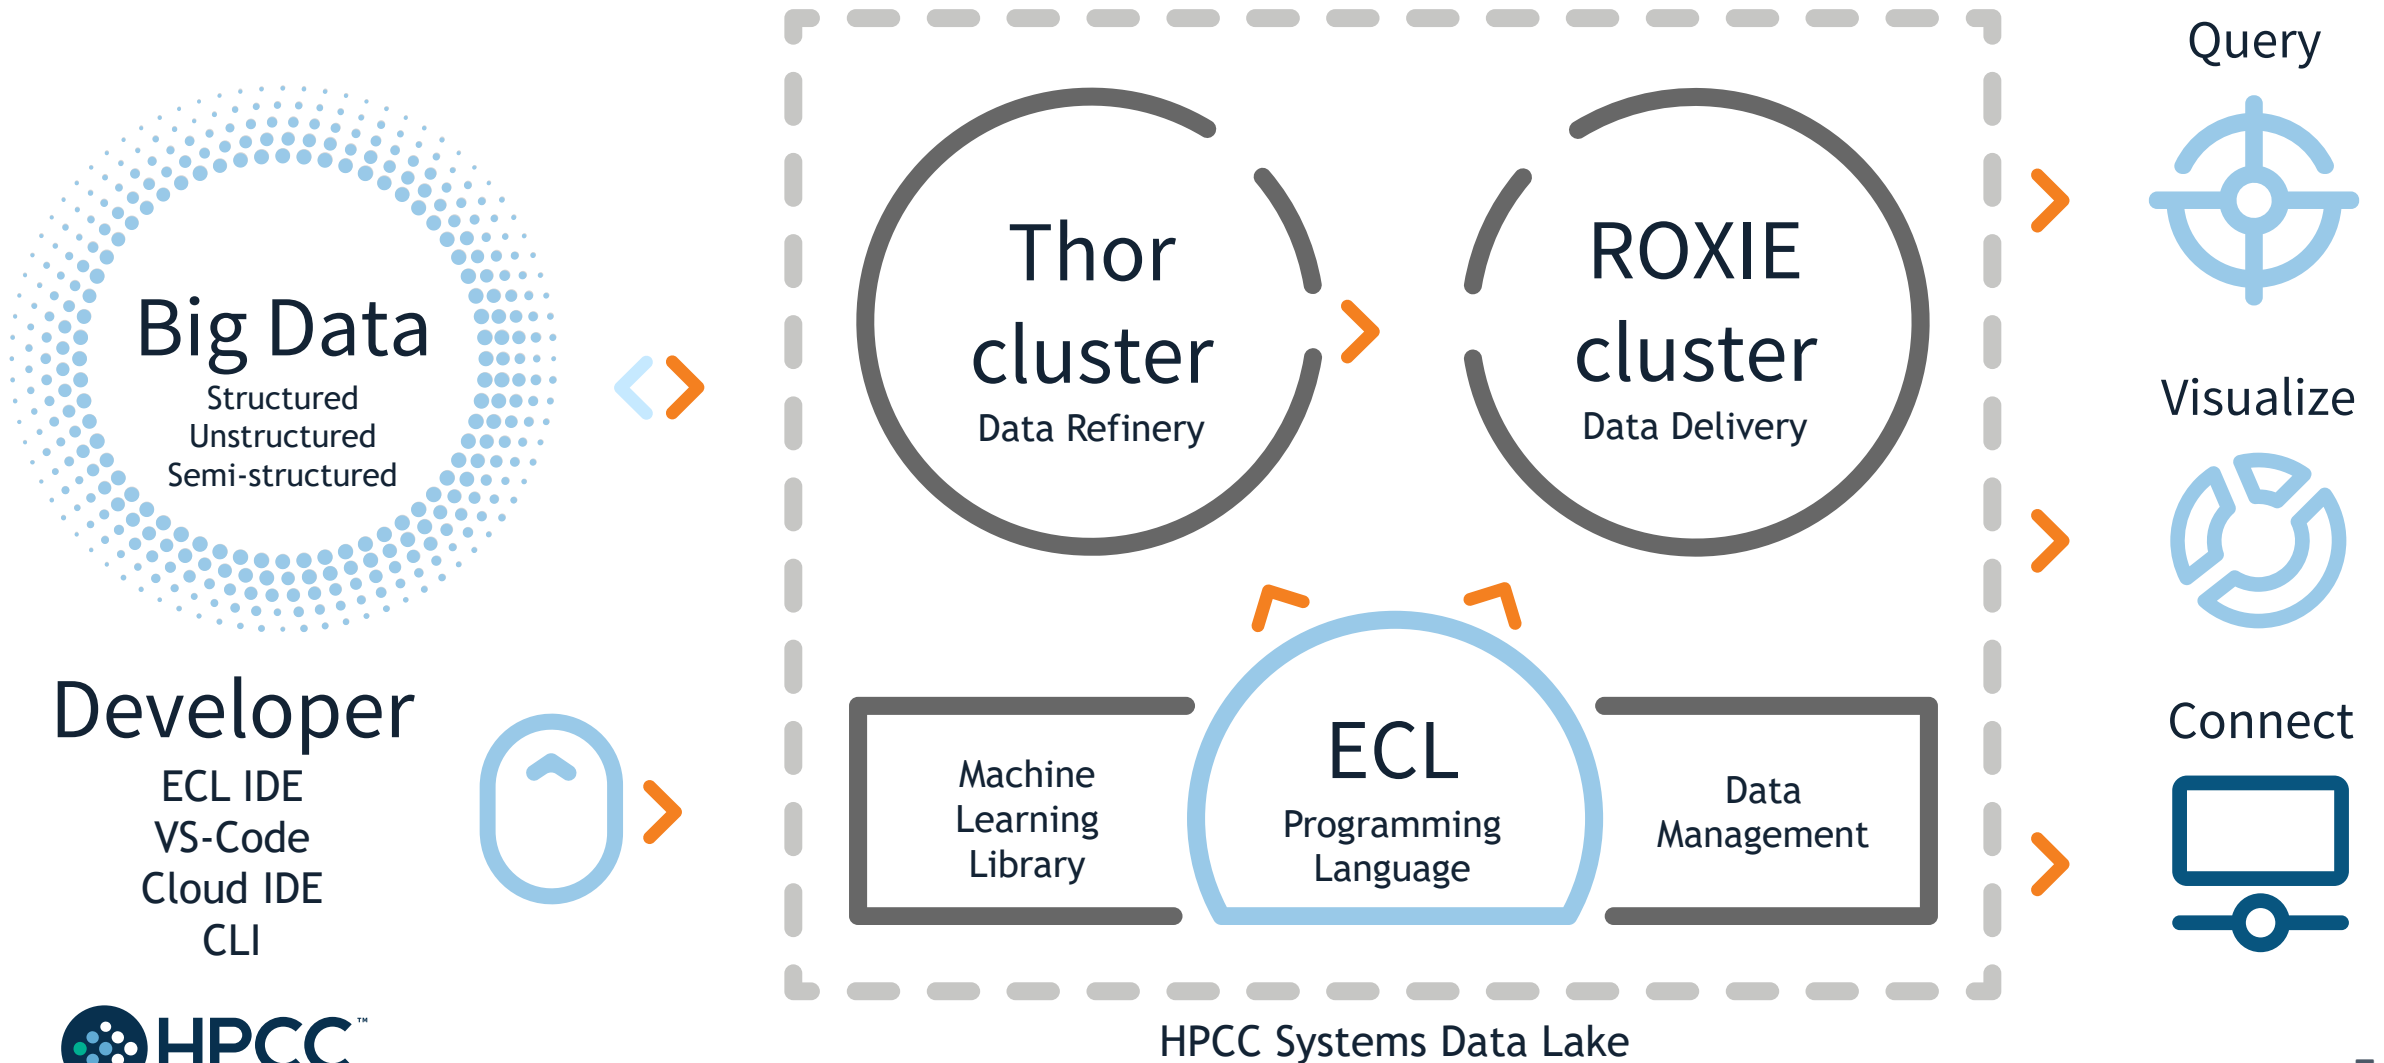 Big Data
Structured
Unstructured
Semi-structured
Developer
ECL IDE
VS-Code
Cloud IDE
CLI
HPCC™
Thor
cluster
Data Refinery
ROXIE
cluster
Data Delivery
Machine
Learning
Library
ECL
Programming
Language
Data
Management
HPCC Systems Data Lake
Query
Visualize
Connect